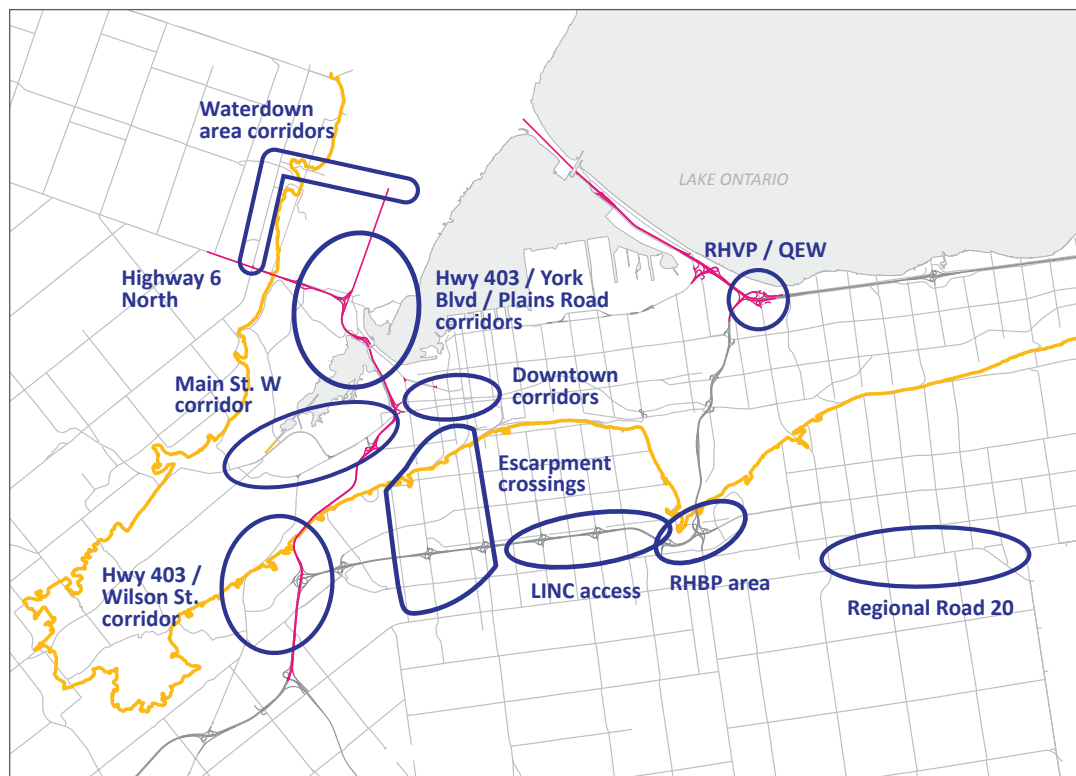 Waterdown
area corridors
LAKE ONTARIO
RHVP / QEW
Highway 6
North
Hwy 403 / York
Blvd / Plains Road
corridors
Main St. W
corridor
Downtown
corridors
Escarpment
crossings
Hwy 403 /
Wilson St.
corridor
LINC access
RHBP area
Regional Road 20